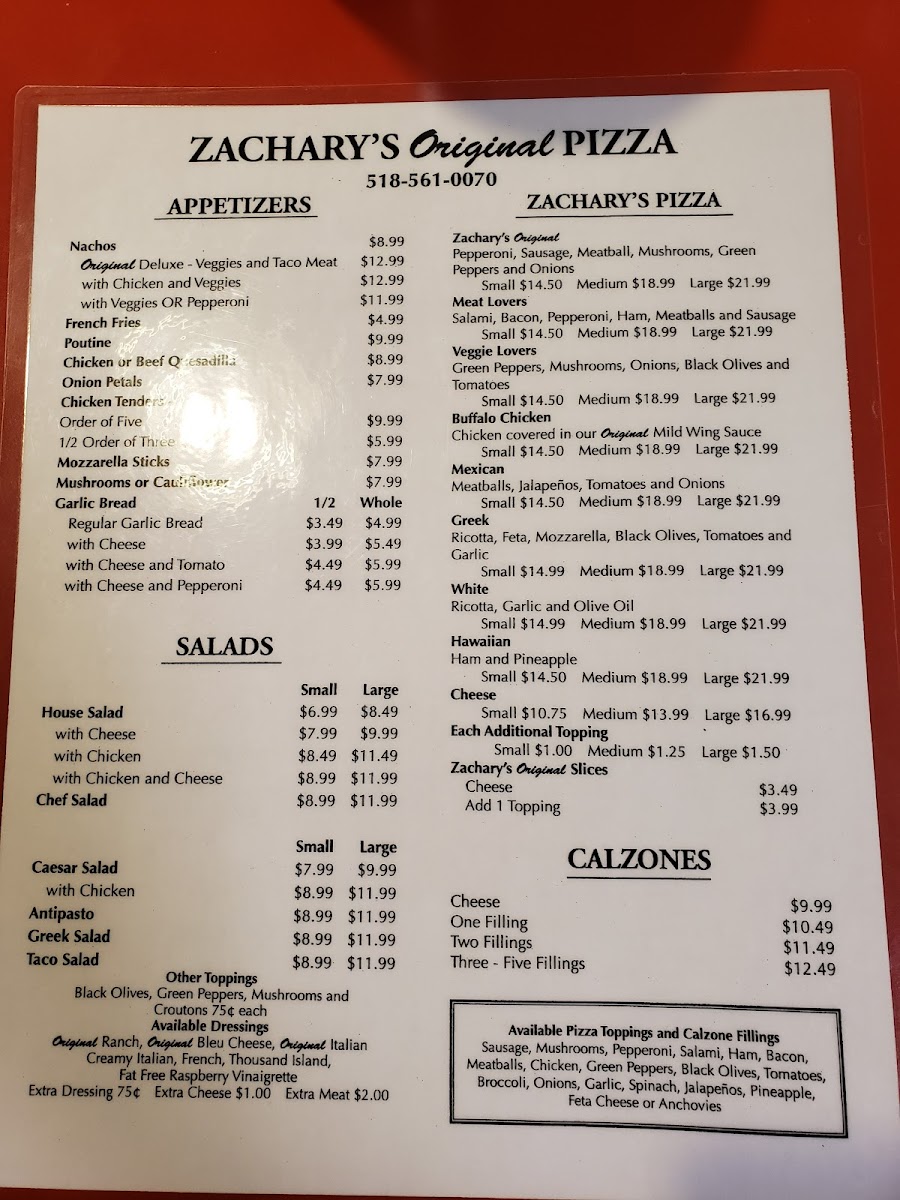 ZACHARY'S Original PIZZA
518-561-0070
APPETIZERS
Nachos $8.99
Original Deluxe - Veggies and Taco Meat $12.99
with Chicken and Veggies $12.99
with Veggies OR Pepperoni $11.99
French Fries $4.99
Poutine $9.99
Chicken or Beef Quesadilla $8.99
Onion Petals $7.99
Chicken Tenders -
Order of Five $9.99
1/2 Order of Three $5.99
Mozzarella Sticks $7.99
Mushrooms or Cauliflower $7.99
Garlic Bread 1/2 Whole
Regular Garlic Bread $3.49 $4.99
with Cheese $3.99 $5.49
with Cheese and Tomato $4.49 $5.99
with Cheese and Pepperoni $4.49 $5.99
SALADS
Small Large
House Salad $6.99 $8.49
with Cheese $7.99 $9.99
with Chicken $8.49 $11.49
with Chicken and Cheese $8.99 $11.99
Chef Salad $8.99 $11.99
Small Large
Caesar Salad $7.99 $9.99
with Chicken $8.99 $11.99
Antipasto $8.99 $11.99
Greek Salad $8.99 $11.99
Taco Salad $8.99 $11.99
Other Toppings
Black Olives, Green Peppers, Mushrooms and
Croutons 75¢ each
Available Dressings
Original Ranch, Original Bleu Cheese, Original Italian
Creamy Italian, French, Thousand Island,
Fat Free Raspberry Vinaigrette
Extra Dressing 75¢ Extra Cheese $1.00 Extra Meat $2.00
ZACHARY'S PIZZA
Zachary's Original
Pepperoni, Sausage, Meatball, Mushrooms, Green
Peppers and Onions
Small $14.50 Medium $18.99 Large $21.99
Meat Lovers
Salami, Bacon, Pepperoni, Ham, Meatballs and Sausage
Small $14.50 Medium $18.99 Large $21.99
Veggie Lovers
Green Peppers, Mushrooms, Onions, Black Olives and
Tomatoes
Small $14.50 Medium $18.99 Large $21.99
Buffalo Chicken
Chicken covered in our Original Mild Wing Sauce
Small $14.50 Medium $18.99 Large $21.99
Mexican
Meatballs, Jalapeños, Tomatoes and Onions
Small $14.50 Medium $18.99 Large $21.99
Greek
Ricotta, Feta, Mozzarella, Black Olives, Tomatoes and
Garlic
Small $14.99 Medium $18.99 Large $21.99
White
Ricotta, Garlic and Olive Oil
Small $14.99 Medium $18.99 Large $21.99
Hawaiian
Ham and Pineapple
Small $14.50 Medium $18.99 Large $21.99
Cheese
Small $10.75 Medium $13.99 Large $16.99
Each Additional Topping
Small $1.00 Medium $1.25 Large $1.50
Zachary's Original Slices
Cheese $3.49
Add 1 Topping $3.99
CALZONES
Cheese $9.99
One Filling $10.49
Two Fillings $11.49
Three - Five Fillings $12.49
Available Pizza Toppings and Calzone Fillings
Sausage, Mushrooms, Pepperoni, Salami, Ham, Bacon,
Meatballs, Chicken, Green Peppers, Black Olives, Tomatoes,
Broccoli, Onions, Garlic, Spinach, Jalapeños, Pineapple,
Feta Cheese or Anchovies